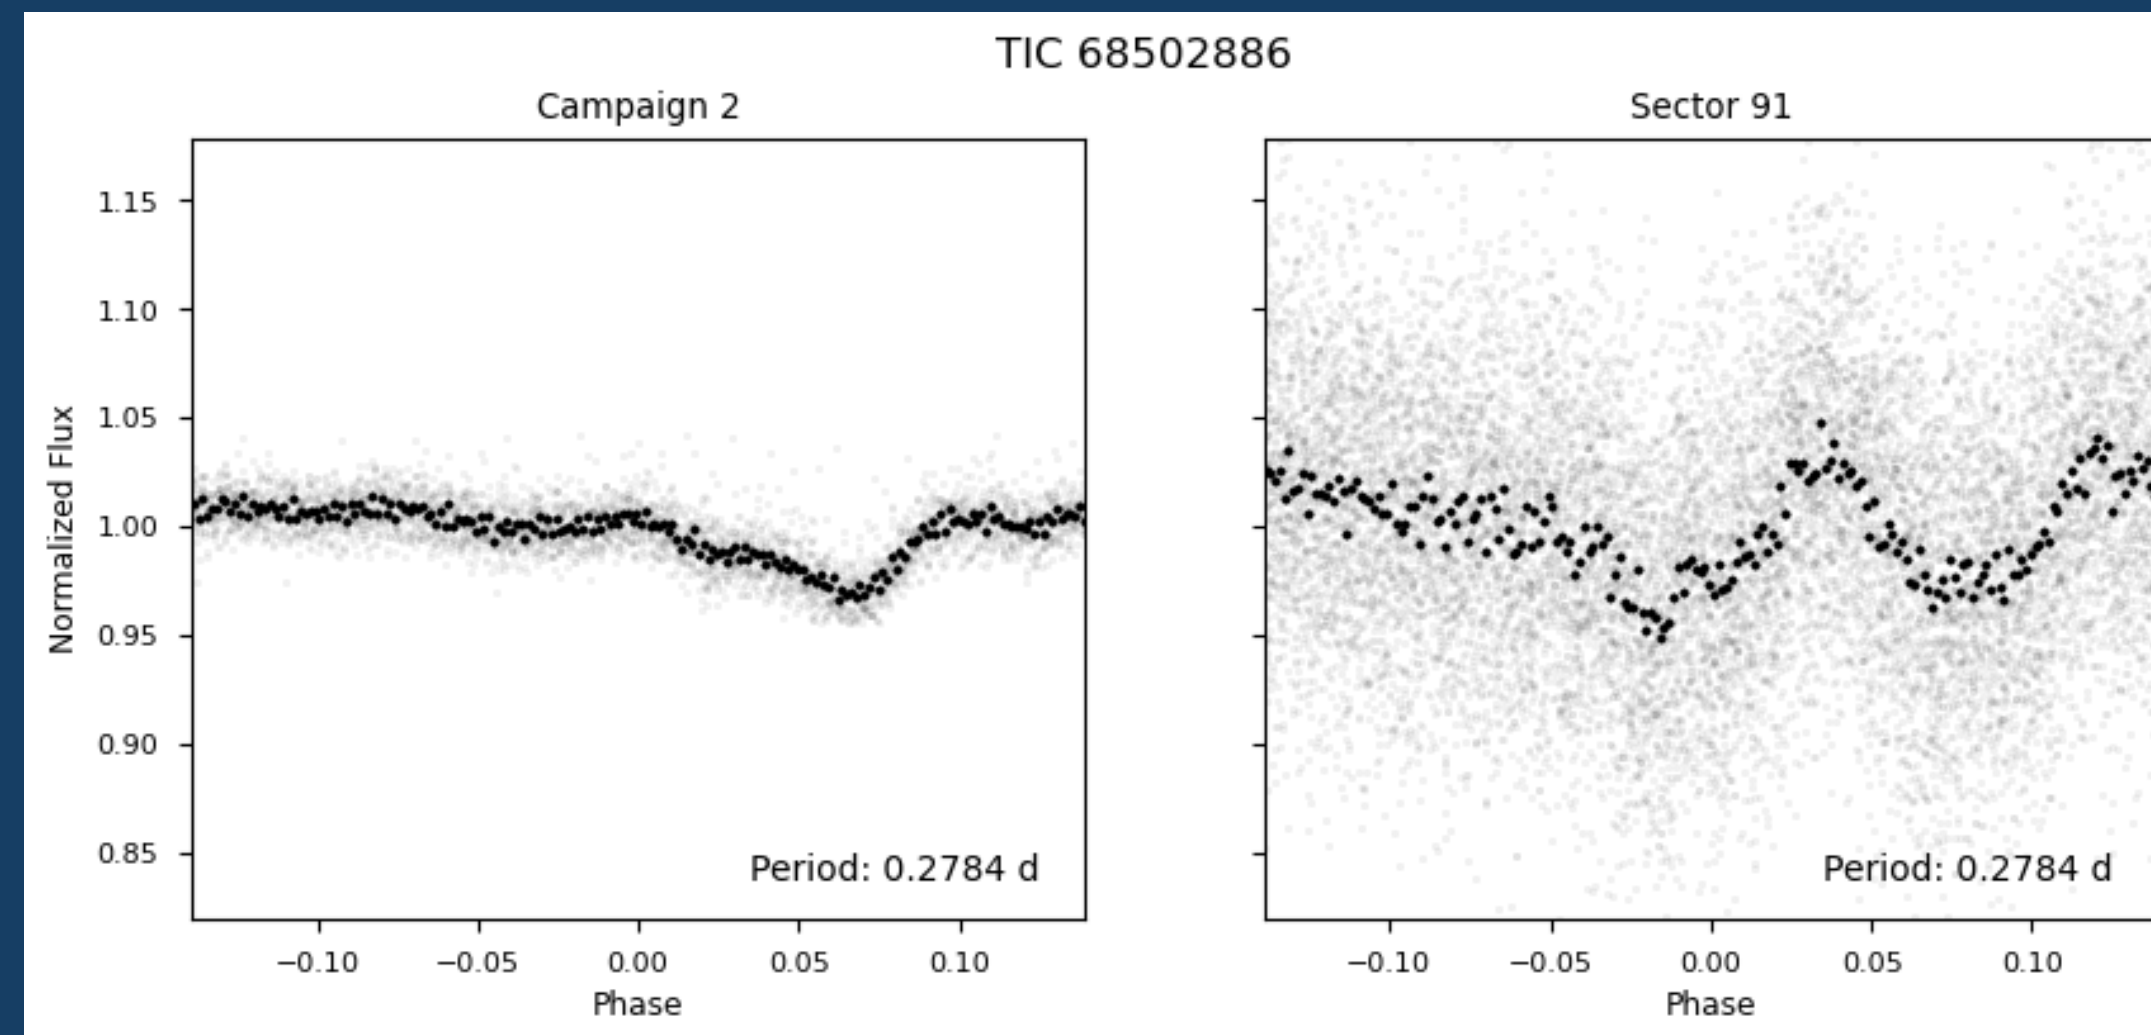 TIC 68502886
Campaign 2
Sector 91
Normalized Flux
1.15
1.10
1.05
1.00
0.95
0.90
0.85
Period: 0.2784 d
Period: 0.2784 d
−0.10 −0.05 0.00 0.05 0.10
−0.10 −0.05 0.00 0.05 0.10
Phase
Phase